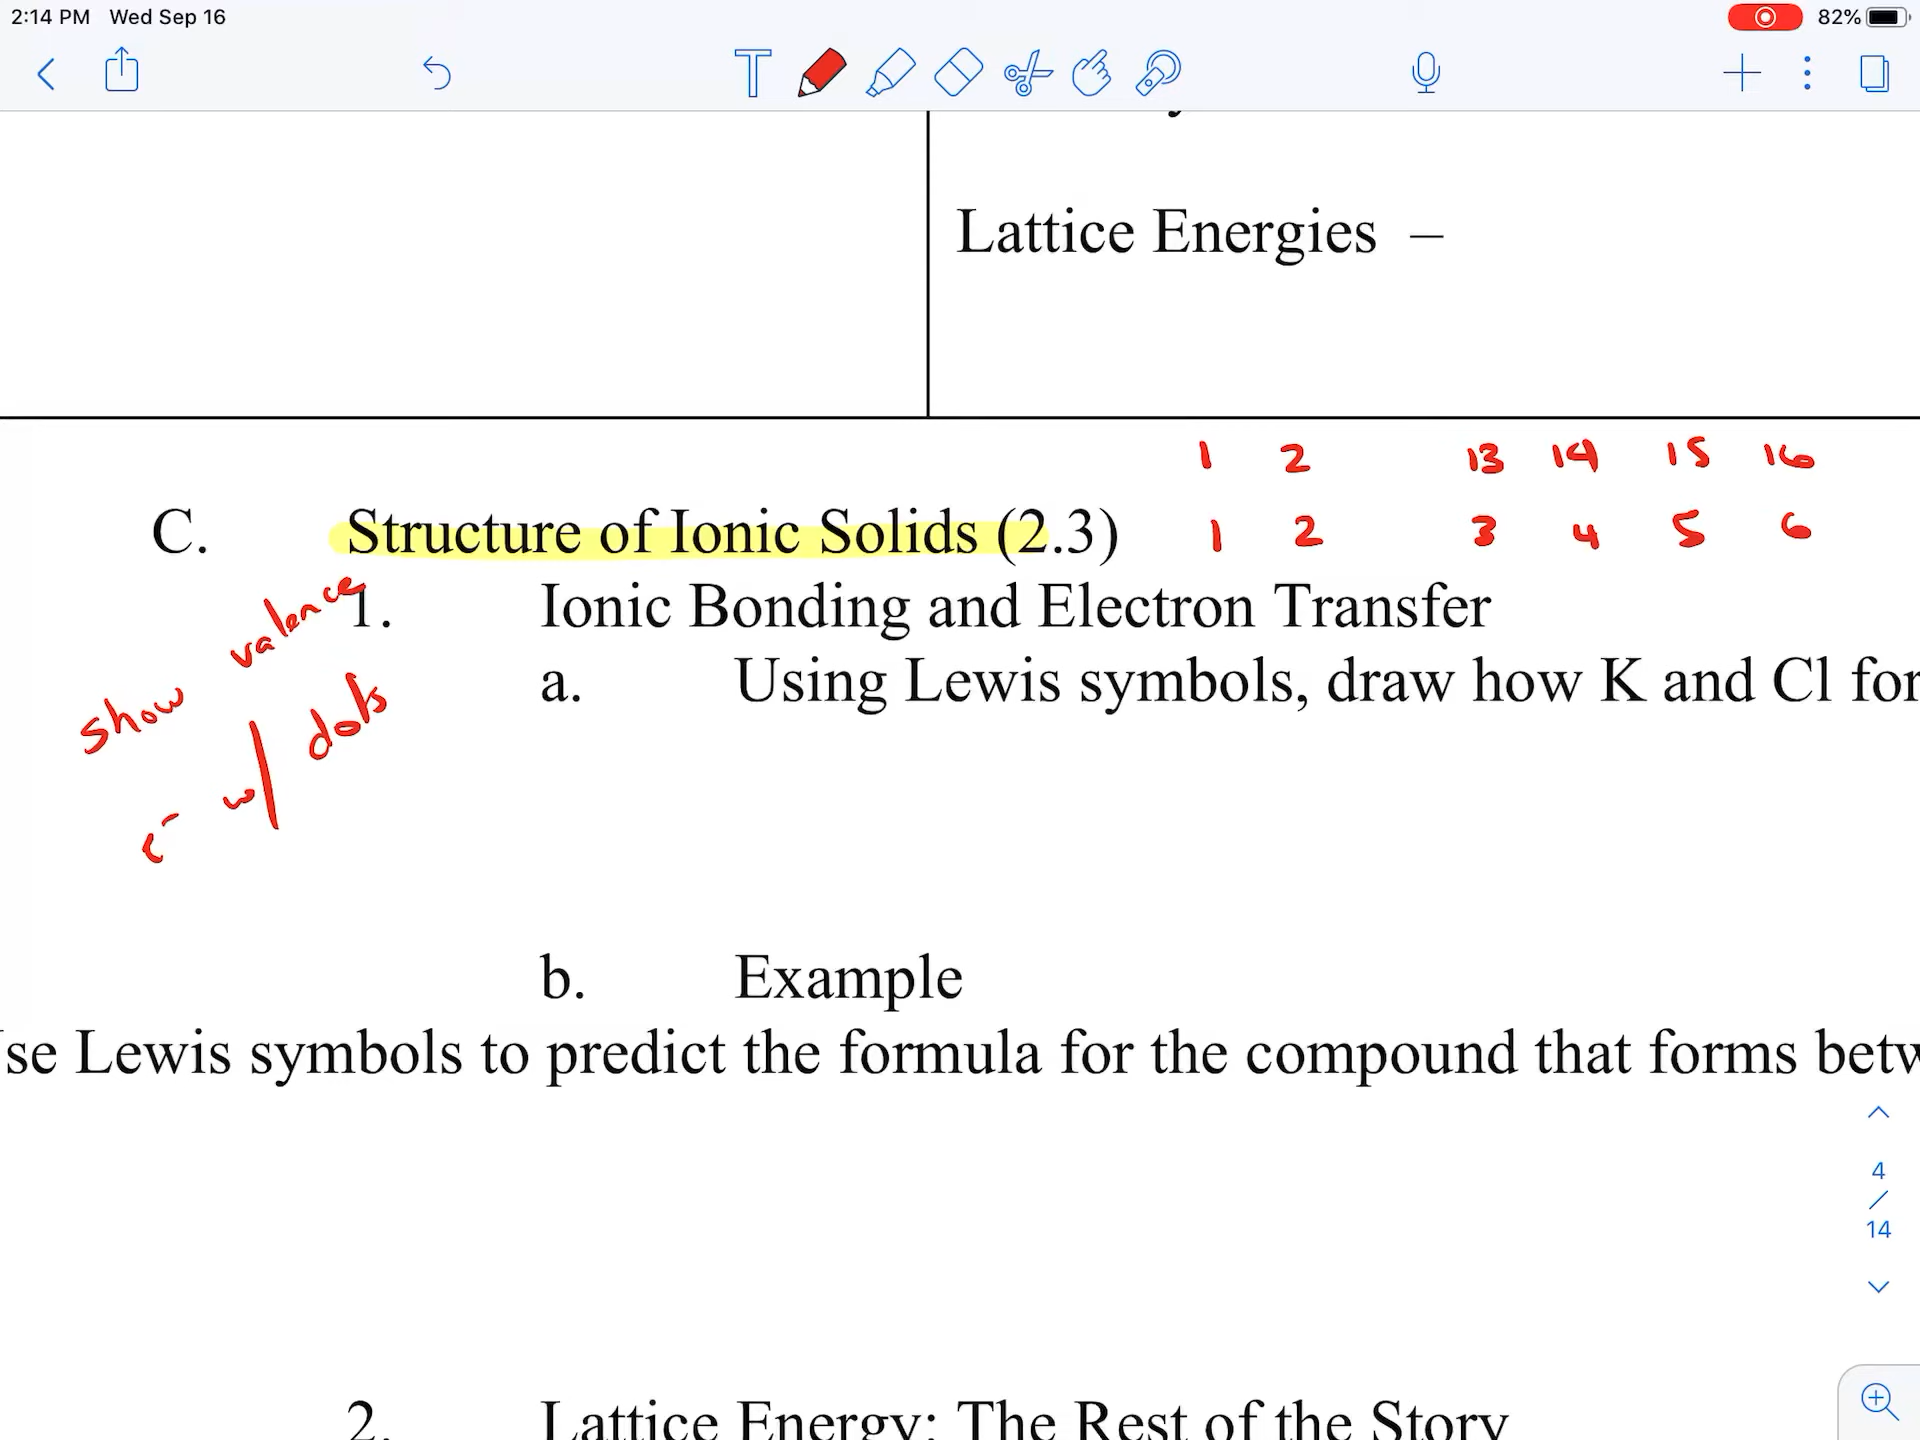 2:14 PM Wed Sep 16
82%
Lattice Energies –
1 2 13 14 15 16
C. Structure of Ionic Solids (2.3)
1 2 3 4 5 6
1. Ionic Bonding and Electron Transfer
show valence
e⁻ w/ dots
a. Using Lewis symbols, draw how K and Cl for
b. Example
se Lewis symbols to predict the formula for the compound that forms betw
4
/
14
2. Lattice Energy: The Rest of the Story